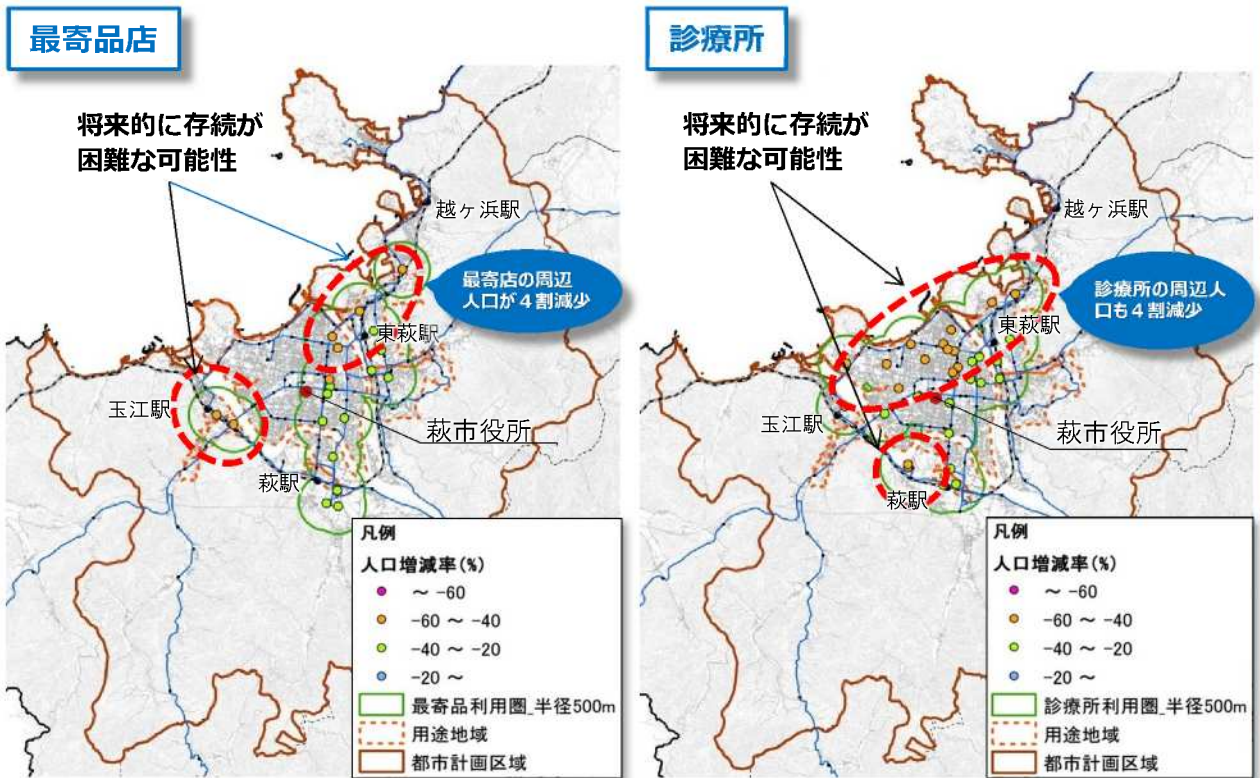 最寄品店
将来的に存続が
困難な可能性
越ヶ浜駅
最寄店の周辺
人口が４割減少
東萩駅
玉江駅
萩市役所
萩駅
凡例
人口増減率(%)
～ -60
-60 ～ -40
-40 ～ -20
-20 ～
最寄品利用圏_半径500m
用途地域
都市計画区域
診療所
将来的に存続が
困難な可能性
越ヶ浜駅
診療所の周辺人
口も４割減少
東萩駅
玉江駅
萩市役所
萩駅
凡例
人口増減率(%)
～ -60
-60 ～ -40
-40 ～ -20
-20 ～
診療所利用圏_半径500m
用途地域
都市計画区域